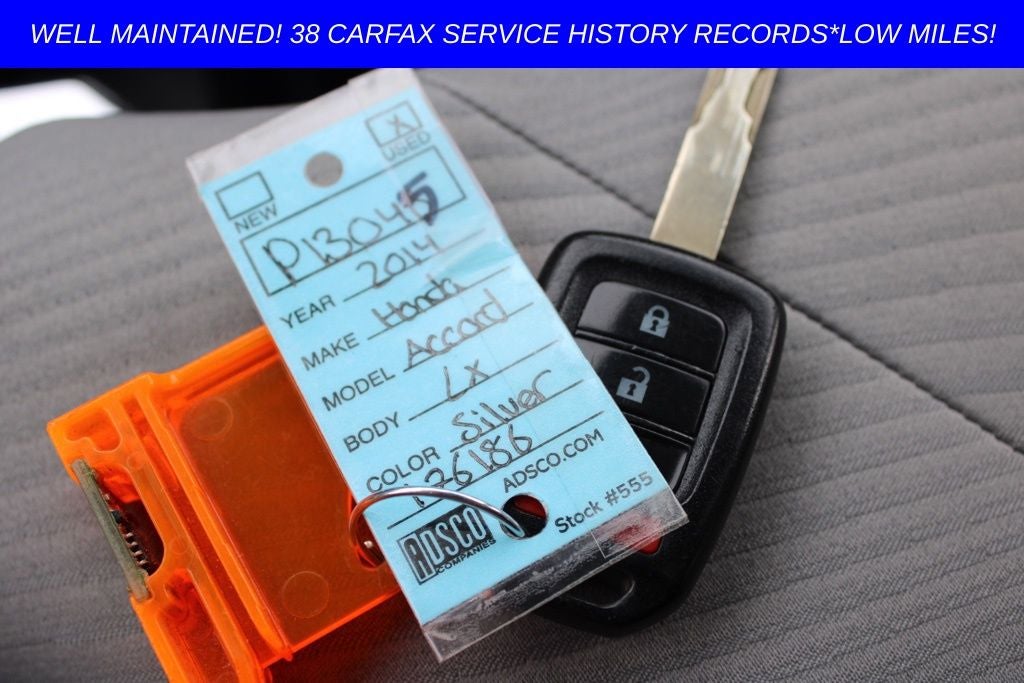 WELL MAINTAINED! 38 CARFAX SERVICE HISTORY RECORDS*LOW MILES!
X
USED
NEW
P13045
YEAR 2014
MAKE Honda
MODEL Accord
BODY LX
COLOR Silver
126186
ADSCO.COM
ADSCO
COMPANIES
Stock #555